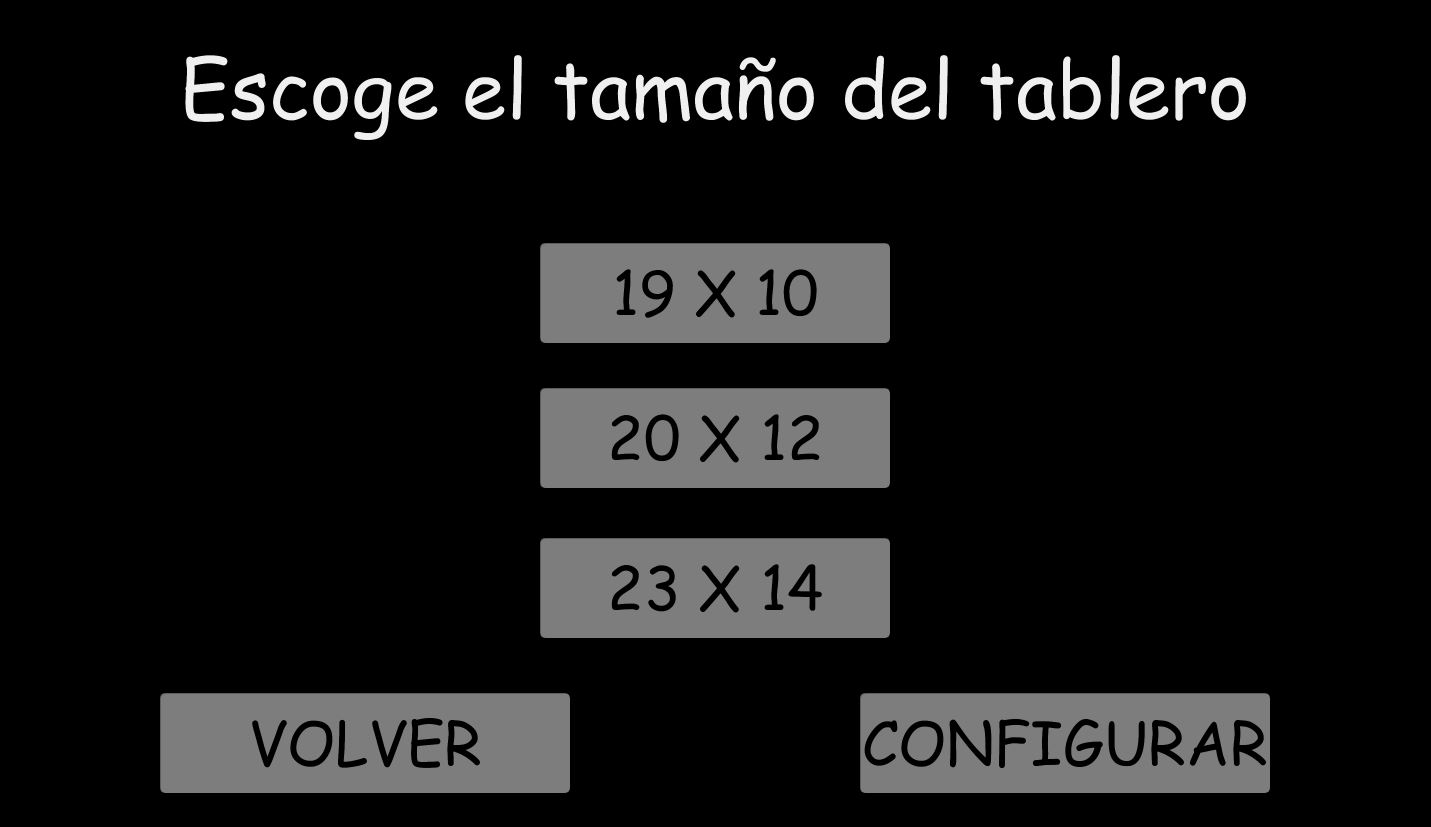 Escoge el tamaño del tablero
19 X 10
20 X 12
23 X 14
VOLVER
CONFIGURAR